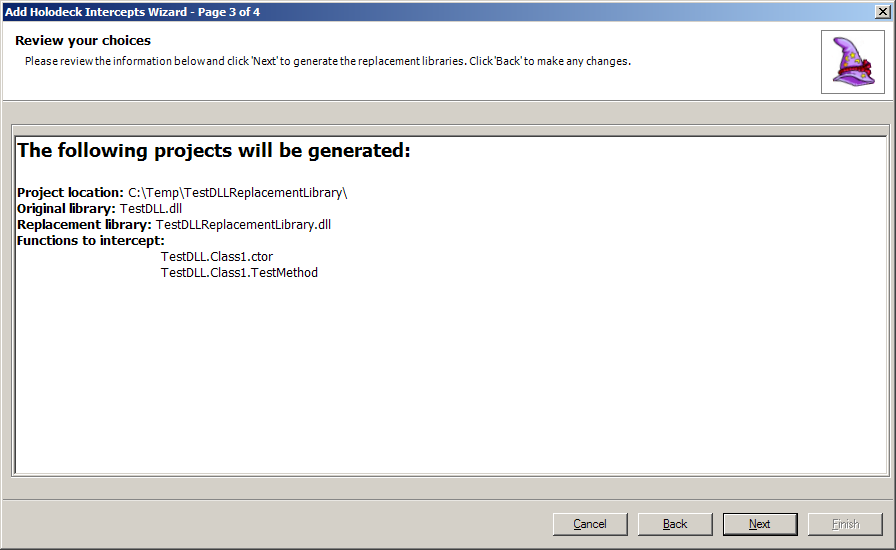 Add Holodeck Intercepts Wizard - Page 3 of 4
Review your choices
Please review the information below and click 'Next' to generate the replacement libraries. Click 'Back' to make any changes.
The following projects will be generated:
Project location: C:\Temp\TestDLLReplacementLibrary\
Original library: TestDLL.dll
Replacement library: TestDLLReplacementLibrary.dll
Functions to intercept:
TestDLL.Class1.ctor
TestDLL.Class1.TestMethod
Cancel Back Next Finish